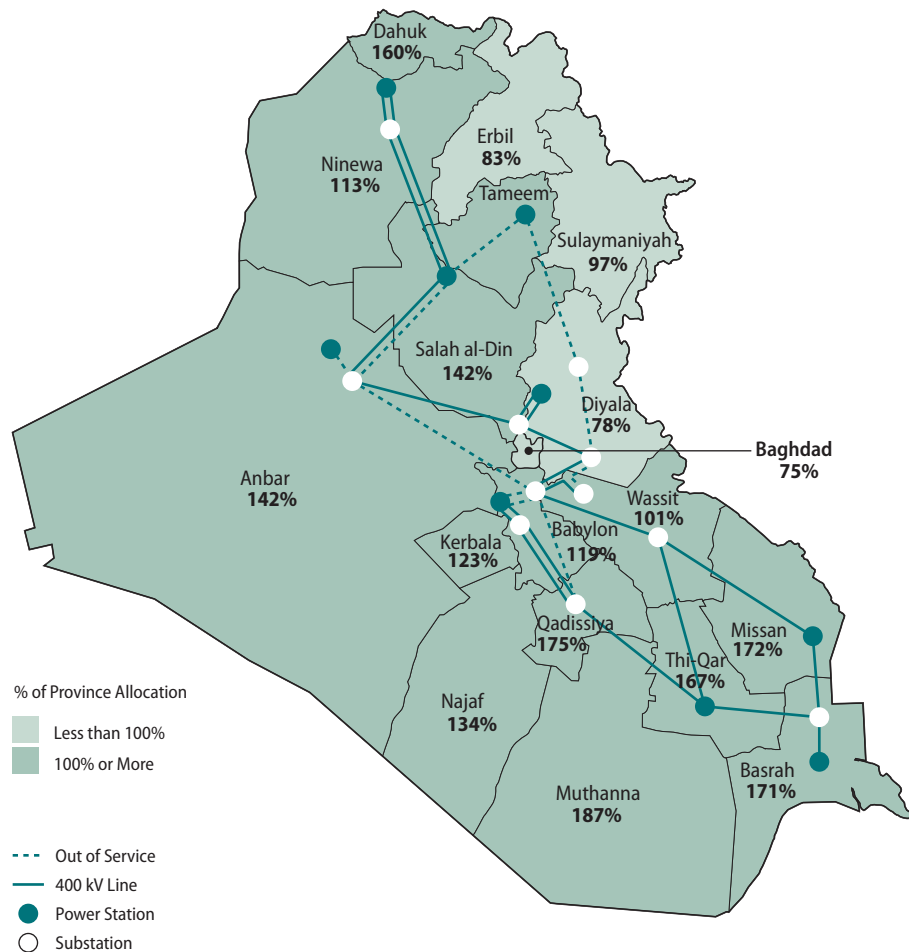 Dahuk
160%
Erbil
83%
Ninewa
113%
Tameem
Sulaymaniyah
97%
Salah al-Din
142%
Diyala
78%
Baghdad
75%
Anbar
142%
Wassit
101%
Babylon
119%
Kerbala
123%
Qadissiya
175%
Missan
172%
Thi-Qar
167%
Najaf
134%
Basrah
171%
Muthanna
187%
% of Province Allocation
Less than 100%
100% or More
Out of Service
400 kV Line
Power Station
Substation